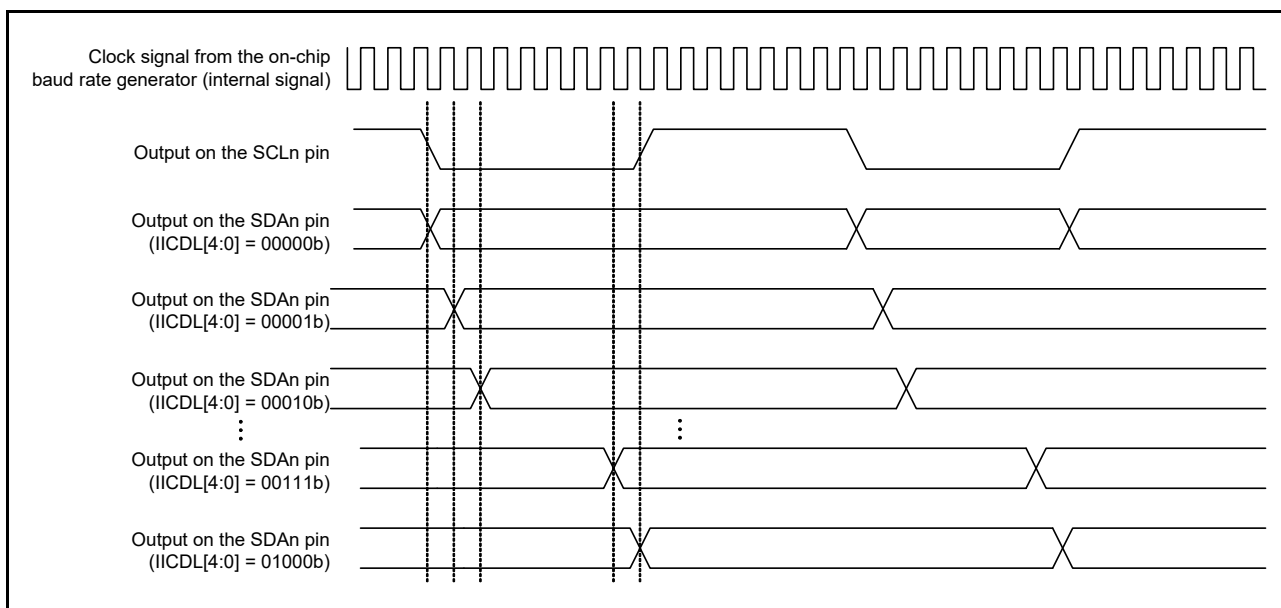 Clock signal from the on-chip
baud rate generator (internal signal)
Output on the SCLn pin
Output on the SDAn pin
(IICDL[4:0] = 00000b)
Output on the SDAn pin
(IICDL[4:0] = 00001b)
Output on the SDAn pin
(IICDL[4:0] = 00010b)
Output on the SDAn pin
(IICDL[4:0] = 00111b)
Output on the SDAn pin
(IICDL[4:0] = 01000b)